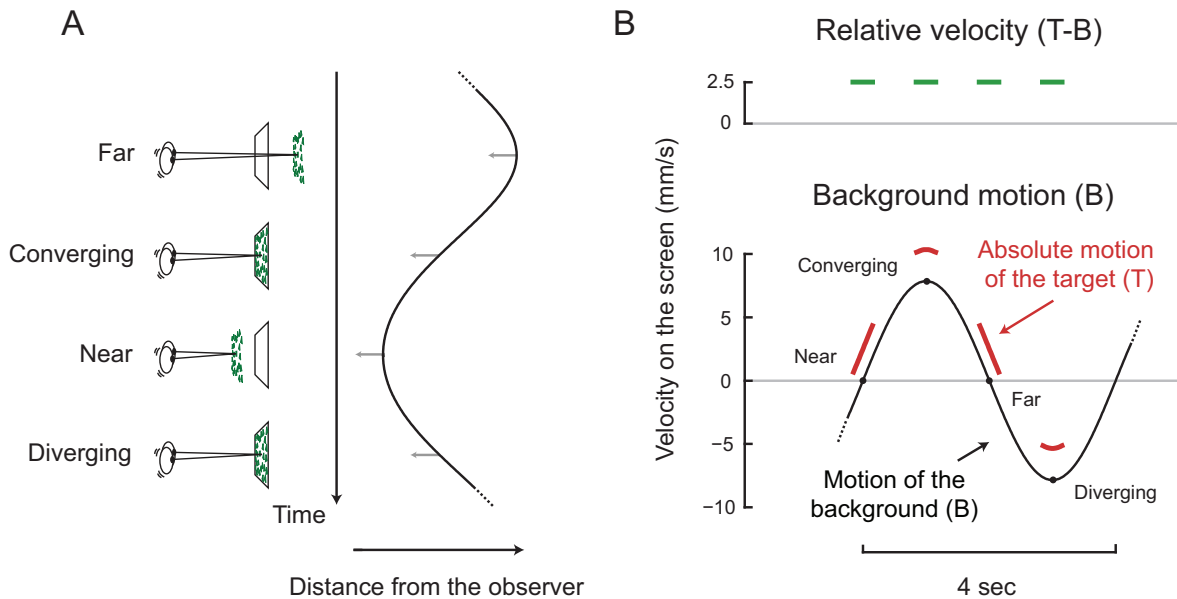 A
Far
Converging
Near
Diverging
Time
Distance from the observer
B
Relative velocity (T-B)
2.5
0
Velocity on the screen (mm/s)
Background motion (B)
10
5
0
−5
−10
Converging
Absolute motion
of the target (T)
Near
Far
Motion of the
background (B)
Diverging
4 sec